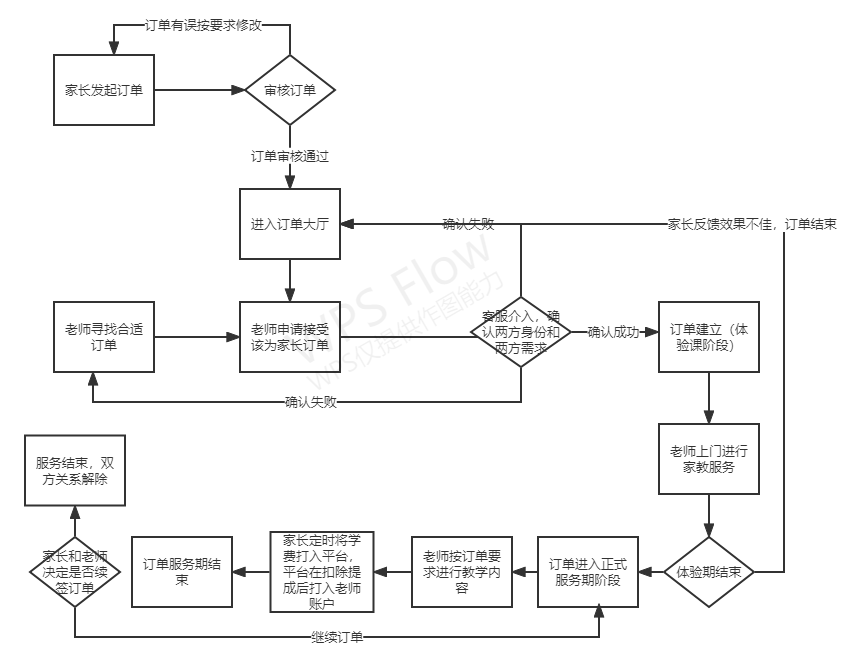 订单有误按要求修改
家长发起订单
审核订单
订单审核通过
进入订单大厅
确认失败
家长反馈效果不佳，订单结束
老师寻找合适
订单
老师申请接受
该为家长订单
客服介入，确
认两方身份和
两方需求
确认成功
订单建立（体
验课阶段）
确认失败
老师上门进行
家教服务
服务结束，双
方关系解除
家长和老师
决定是否续
签订单
订单服务期结
束
家长定时将学
费打入平台，
平台在扣除提
成后打入老师
账户
老师按订单要
求进行教学内
容
订单进入正式
服务期阶段
体验期结束
继续订单
WPS Flow
WPS仅提供作图能力